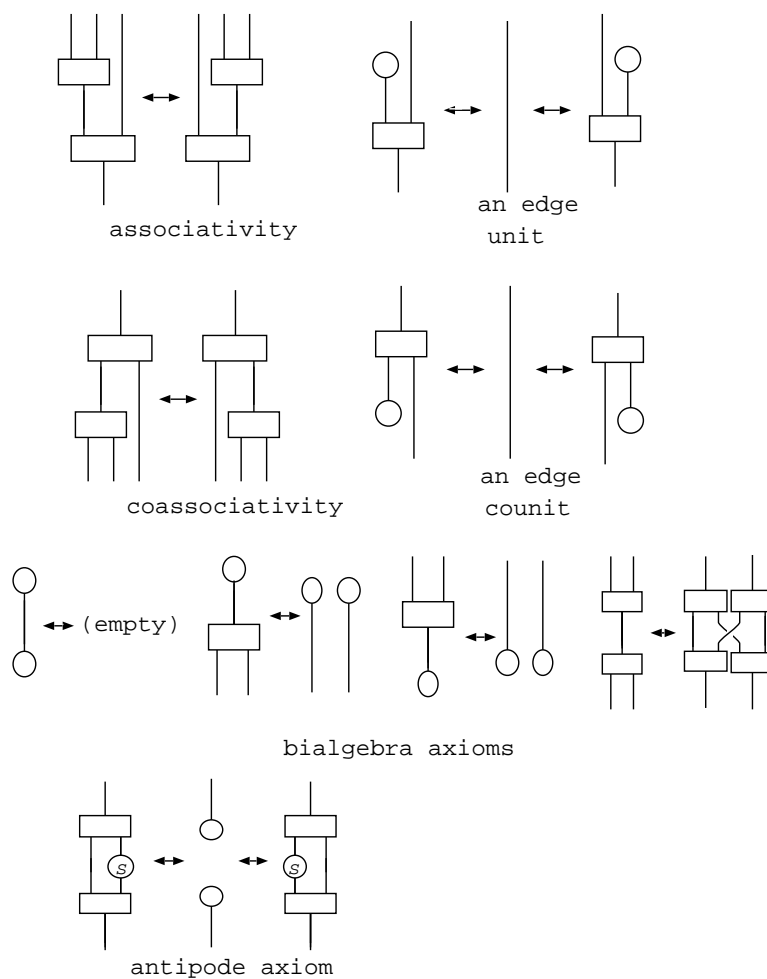 associativity
an edge
unit
coassociativity
an edge
counit
(empty)
bialgebra axioms
S S
antipode axiom